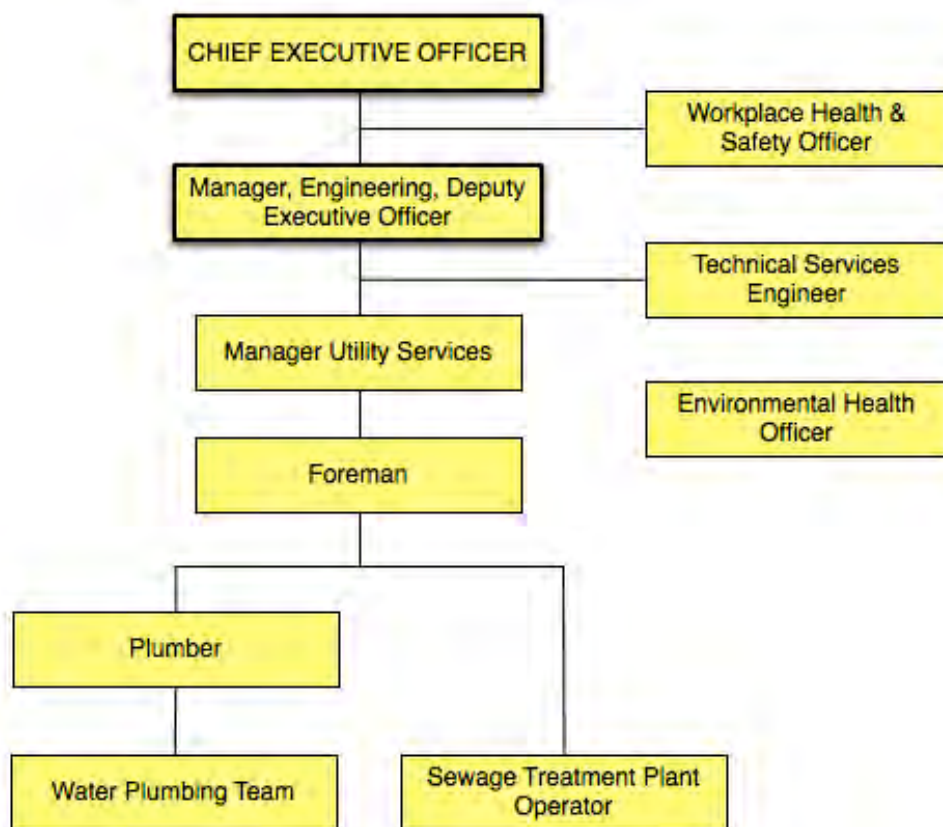 CHIEF EXECUTIVE OFFICER
Workplace Health &
Safety Officer
Manager, Engineering, Deputy
Executive Officer
Technical Services
Engineer
Manager Utility Services
Environmental Health
Officer
Foreman
Plumber
Water Plumbing Team
Sewage Treatment Plant
Operator